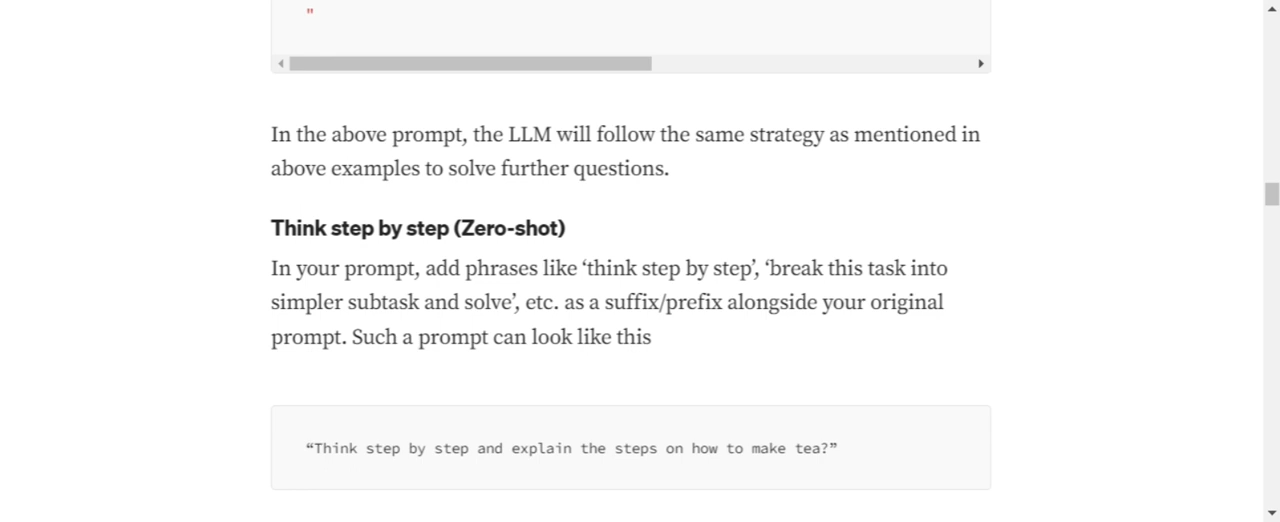 "
In the above prompt, the LLM will follow the same strategy as mentioned in
above examples to solve further questions.
Think step by step (Zero-shot)
In your prompt, add phrases like ‘think step by step’, ‘break this task into
simpler subtask and solve’, etc. as a suffix/prefix alongside your original
prompt. Such a prompt can look like this
“Think step by step and explain the steps on how to make tea?”